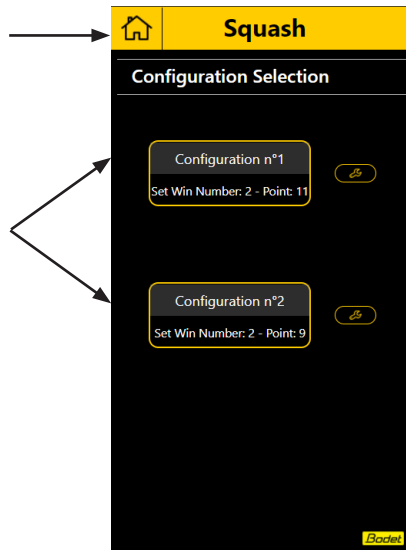 Squash
Configuration Selection
Configuration n°1
Set Win Number: 2 - Point: 11
Configuration n°2
Set Win Number: 2 - Point: 9
Bodet